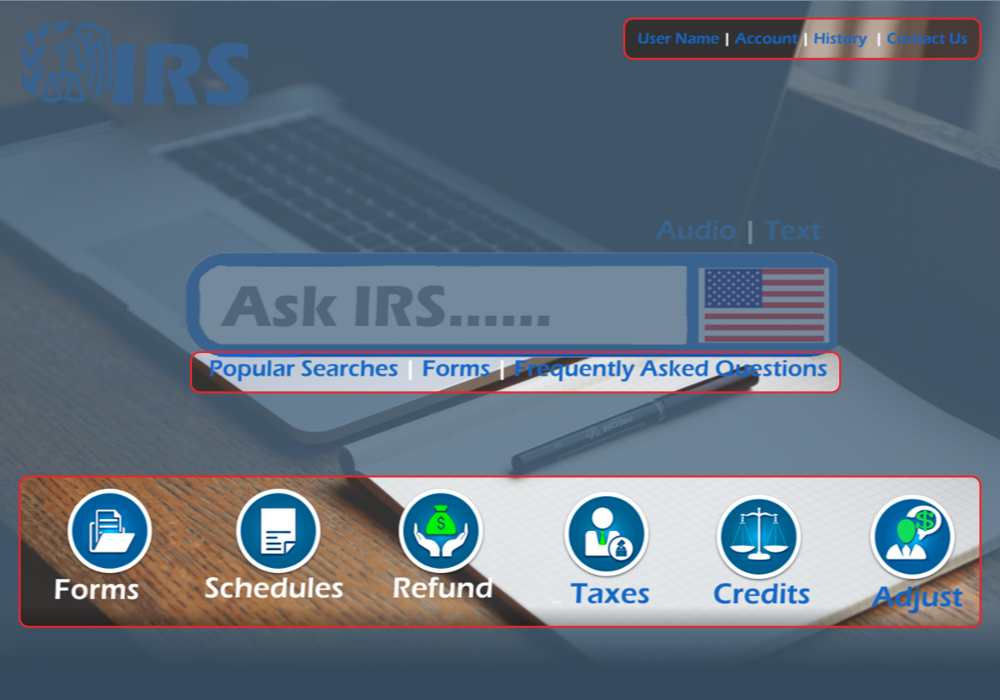 IRS
User Name | Account | History | Contact Us
Audio | Text
Ask IRS......
Popular Searches | Forms | Frequently Asked Questions
Forms Schedules Refund Taxes Credits Adjust